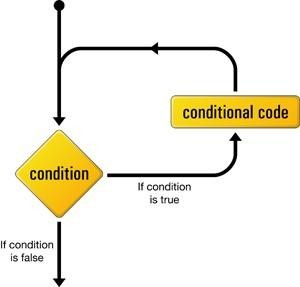 conditional code
condition
If condition
is true
If condition
is false